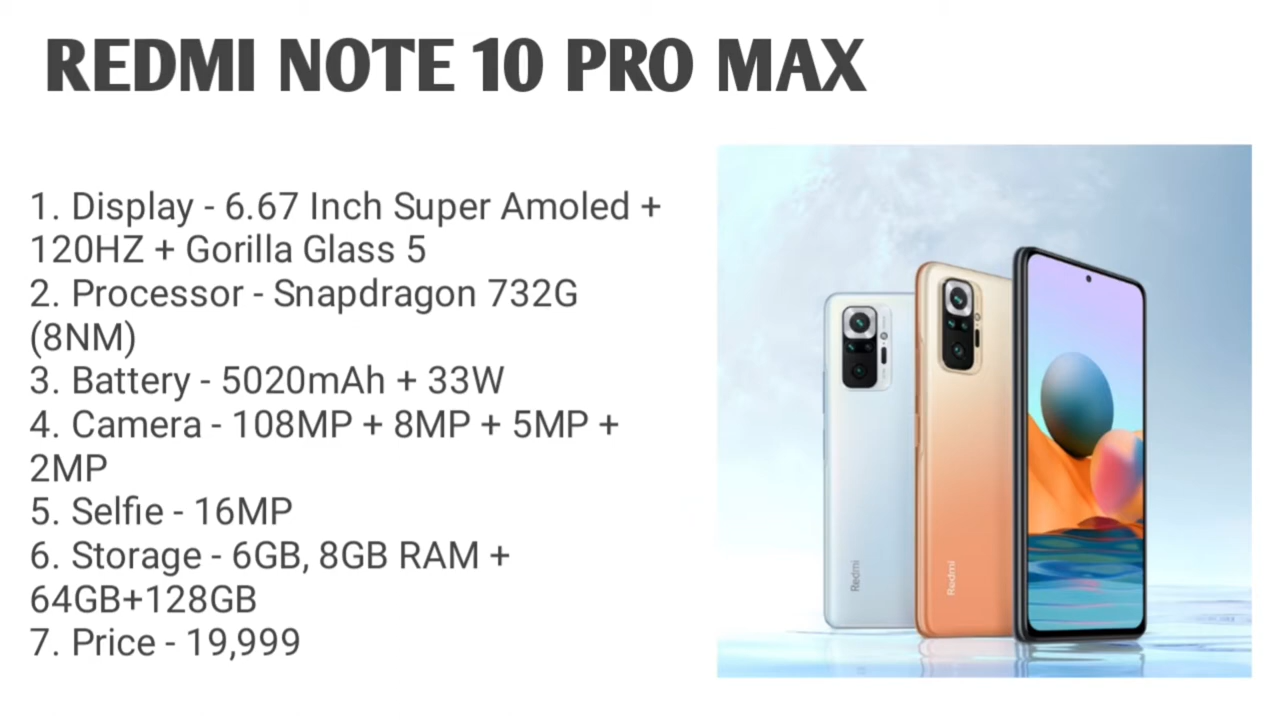 REDMI NOTE 10 PRO MAX
1. Display - 6.67 Inch Super Amoled +
120HZ + Gorilla Glass 5
2. Processor - Snapdragon 732G
(8NM)
3. Battery - 5020mAh + 33W
4. Camera - 108MP + 8MP + 5MP +
2MP
5. Selfie - 16MP
6. Storage - 6GB, 8GB RAM +
64GB+128GB
7. Price - 19,999
Redmi
Redmi